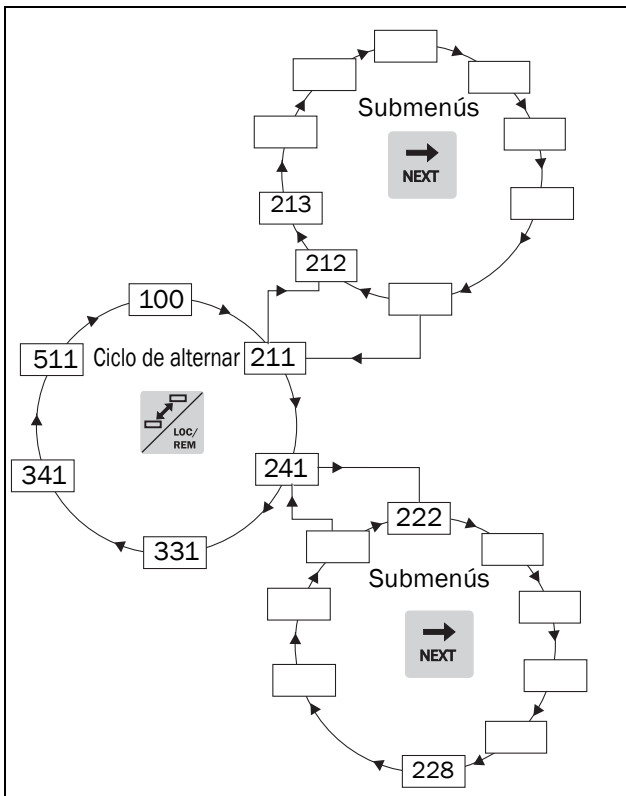 Submenús
NEXT
213
212
100
511
Ciclo de alternar
211
LOC/
REM
341
241
331
222
Submenús
NEXT
228